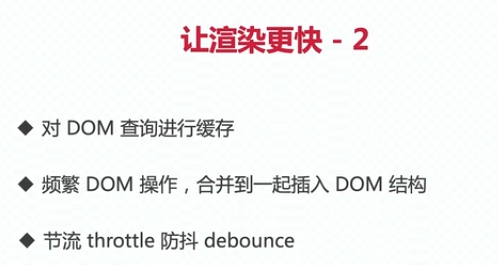 让渲染更快 - 2
◆ 对 DOM 查询进行缓存
◆ 频繁 DOM 操作，合并到一起插入 DOM 结构
◆ 节流 throttle 防抖 debounce